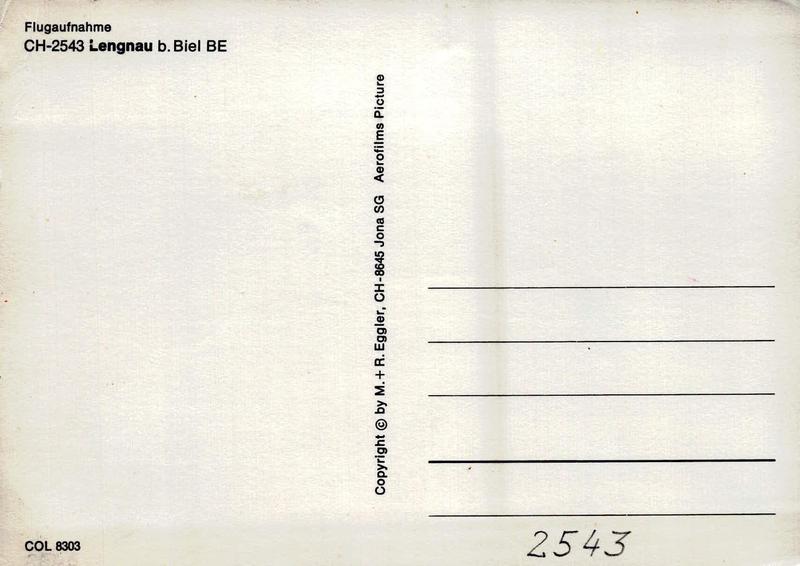 Flugaufnahme
CH-2543 Lengnau b. Biel BE
Copyright © by M. + R. Eggler, CH-8645 Jona SG Aerofilms Picture
COL 8303
2543